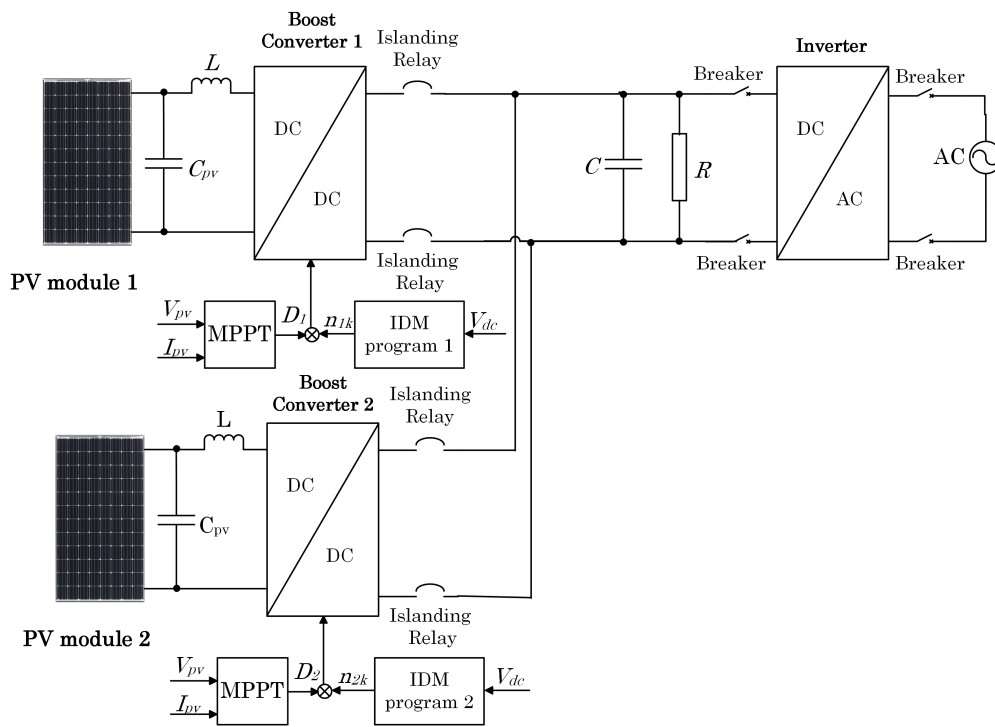 Boost
Converter 1
Islanding
Relay
Inverter
L
Breaker
Breaker
DC
DC
C_pv
C
R
DC
AC
AC
Islanding
Relay
Breaker
Breaker
PV module 1
V_pv
I_pv
MPPT
D_1
n_1k
IDM
program 1
V_dc
Boost
Converter 2
Islanding
Relay
L
DC
DC
C_pv
Islanding
Relay
PV module 2
V_pv
I_pv
MPPT
D_2
n_2k
IDM
program 2
V_dc